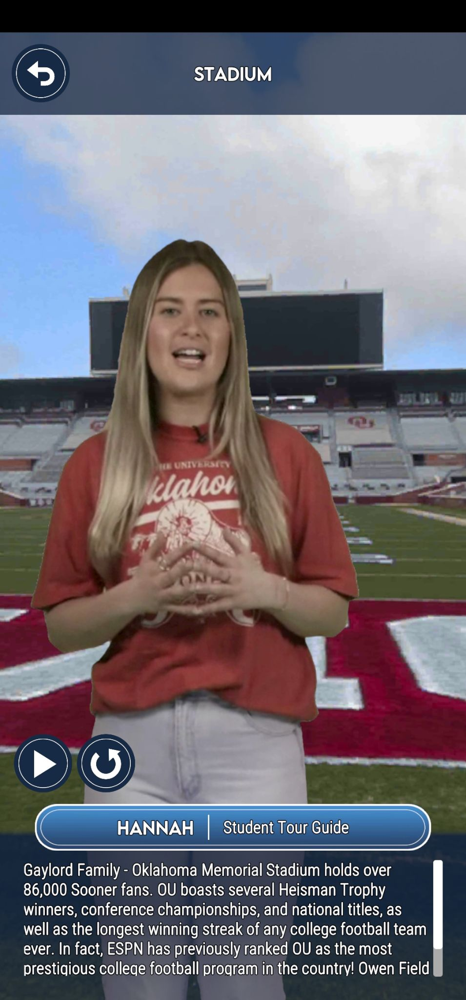 STADIUM
THE UNIVERSITY
klahom
HANNAH | Student Tour Guide
Gaylord Family - Oklahoma Memorial Stadium holds over
86,000 Sooner fans. OU boasts several Heisman Trophy
winners, conference championships, and national titles, as
well as the longest winning streak of any college football team
ever. In fact, ESPN has previously ranked OU as the most
prestigious college football program in the country! Owen Field